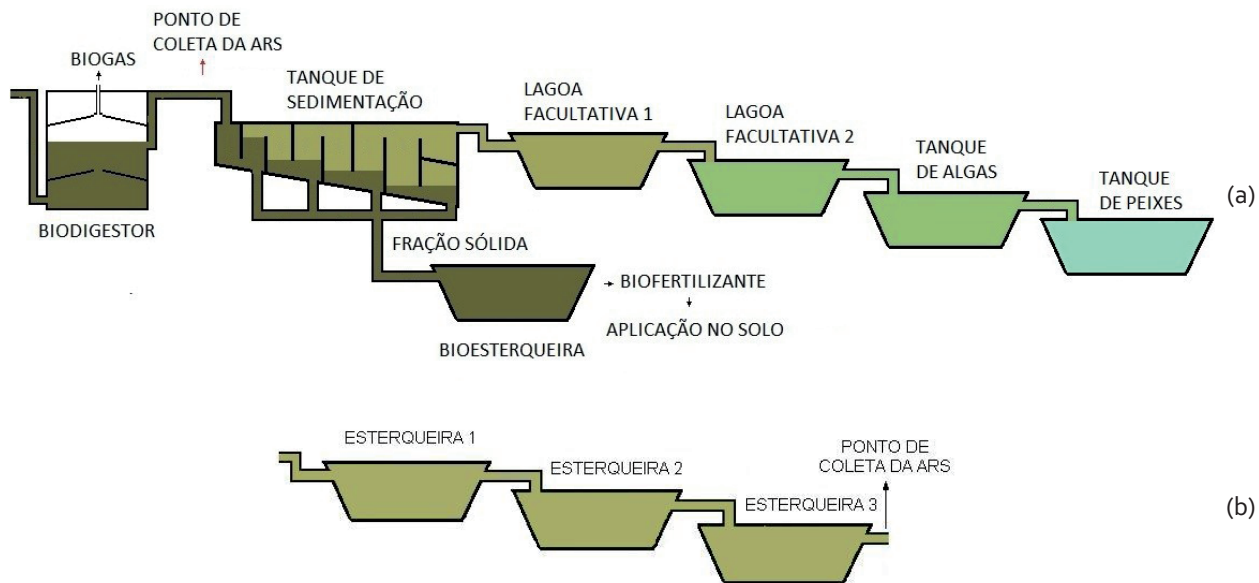 PONTO DE
COLETA DA ARS
BIOGAS
TANQUE DE
SEDIMENTAÇÃO
LAGOA
FACULTATIVA 1
LAGOA
FACULTATIVA 2
TANQUE
DE ALGAS
TANQUE
DE PEIXES
(a)
BIODIGESTOR
FRAÇÃO SÓLIDA
BIOFERTILIZANTE
APLICAÇÃO NO SOLO
BIOESTERQUEIRA
ESTERQUEIRA 1
ESTERQUEIRA 2
ESTERQUEIRA 3
PONTO DE
COLETA DA ARS
(b)